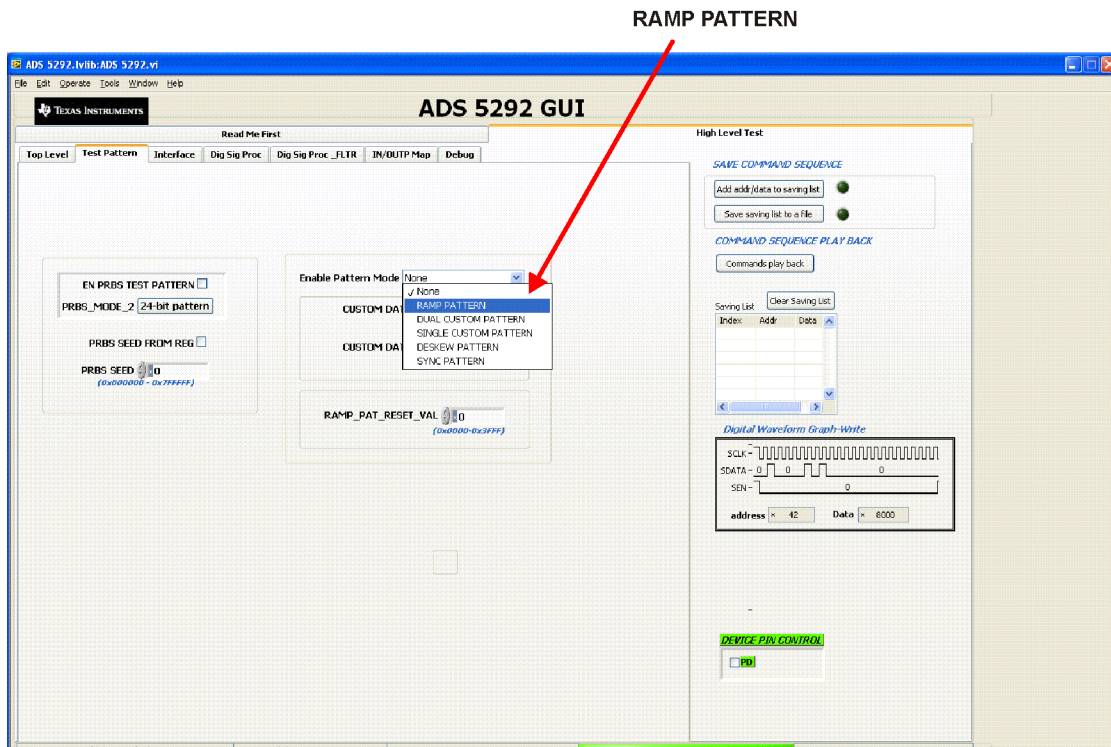 RAMP PATTERN
ADS 5292.lvlib:ADS 5292.vi
File Edit Operate Tools Window Help
TEXAS INSTRUMENTS
ADS 5292 GUI
Read Me First
High Level Test
Top Level
Test Pattern
Interface
Dig Sig Proc
Dig Sig Proc _FLTR
IN/OUTP Map
Debug
EN PRBS TEST PATTERN
PRBS_MODE_2 24-bit pattern
PRBS SEED FROM REG
PRBS SEED 0
(0x000000 - 0x7FFFFF)
Enable Pattern Mode None
✓ None
RAMP PATTERN
DUAL CUSTOM PATTERN
SINGLE CUSTOM PATTERN
DESKEW PATTERN
SYNC PATTERN
CUSTOM DAT
CUSTOM DAT
RAMP_PAT_RESET_VAL 0
(0x0000-0x3FFF)
SAVE COMMAND SEQUENCE
Add addr/data to saving list
Save saving list to a file
COMMAND SEQUENCE PLAY BACK
Commands play back
Saving List
Clear Saving List
Index Addr Data
Digital Waveform Graph-Write
SCLK
SDATA 0 0 0
SEN 0
address x 42 Data x 8000
DEVICE PIN CONTROL
PD